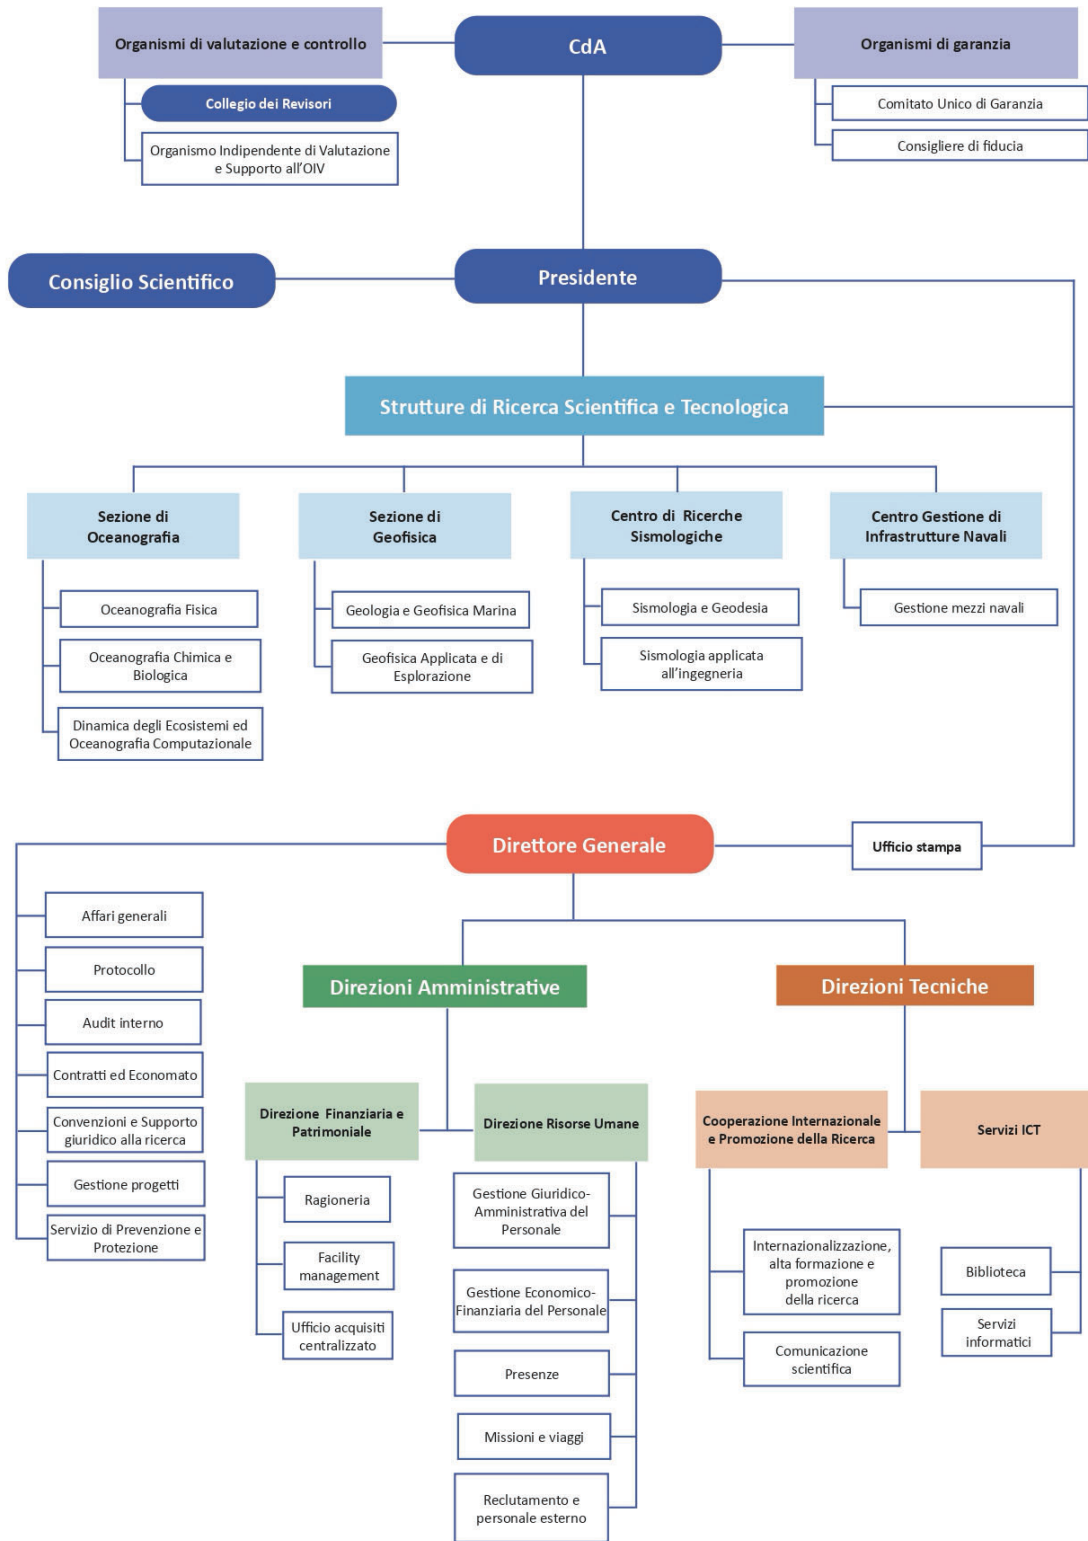 Organismi di valutazione e controllo
CdA
Organismi di garanzia
Collegio dei Revisori
Organismo Indipendente di Valutazione
e Supporto all'OIV
Comitato Unico di Garanzia
Consigliere di fiducia
Consiglio Scientifico
Presidente
Strutture di Ricerca Scientifica e Tecnologica
Sezione di
Oceanografia
Oceanografia Fisica
Oceanografia Chimica e
Biologica
Dinamica degli Ecosistemi ed
Oceanografia Computazionale
Sezione di
Geofisica
Geologia e Geofisica Marina
Geofisica Applicata e di
Esplorazione
Centro di Ricerche
Sismologiche
Sismologia e Geodesia
Sismologia applicata
all'ingegneria
Centro Gestione di
Infrastrutture Navali
Gestione mezzi navali
Direttore Generale
Ufficio stampa
Affari generali
Protocollo
Audit interno
Contratti ed Economato
Convenzioni e Supporto
giuridico alla ricerca
Gestione progetti
Servizio di Prevenzione e
Protezione
Direzioni Amministrative
Direzione Finanziaria e
Patrimoniale
Ragioneria
Facility
management
Ufficio acquisiti
centralizzato
Direzione Risorse Umane
Gestione Giuridico-
Amministrativa del
Personale
Gestione Economico-
Finanziaria del Personale
Presenze
Missioni e viaggi
Reclutamento e
personale esterno
Direzioni Tecniche
Cooperazione Internazionale
e Promozione della Ricerca
Internazionalizzazione,
alta formazione e
promozione
della ricerca
Comunicazione
scientifica
Servizi ICT
Biblioteca
Servizi
informatici